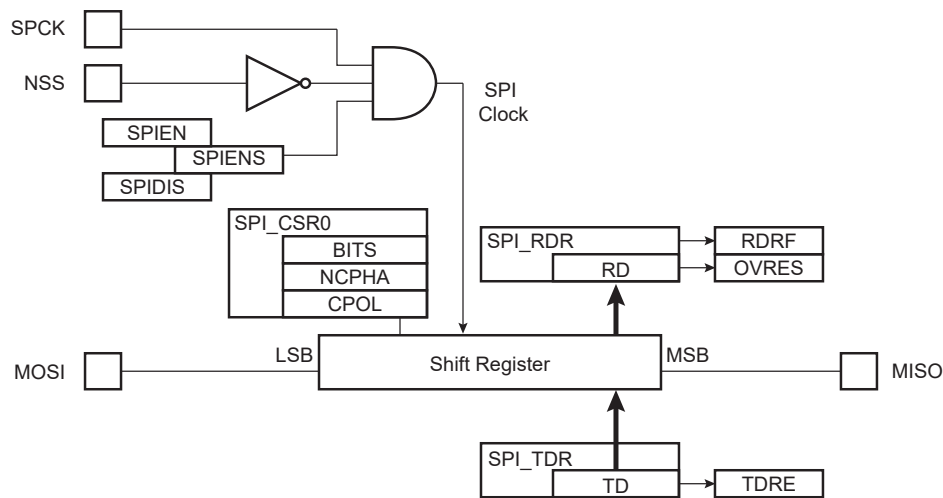 SPCK
NSS
SPI
Clock
SPIEN
SPIENS
SPIDIS
SPI_CSR0
BITS
NCPHA
CPOL
SPI_RDR
RD
RDRF
OVRES
MOSI
LSB
Shift Register
MSB
MISO
SPI_TDR
TD
TDRE